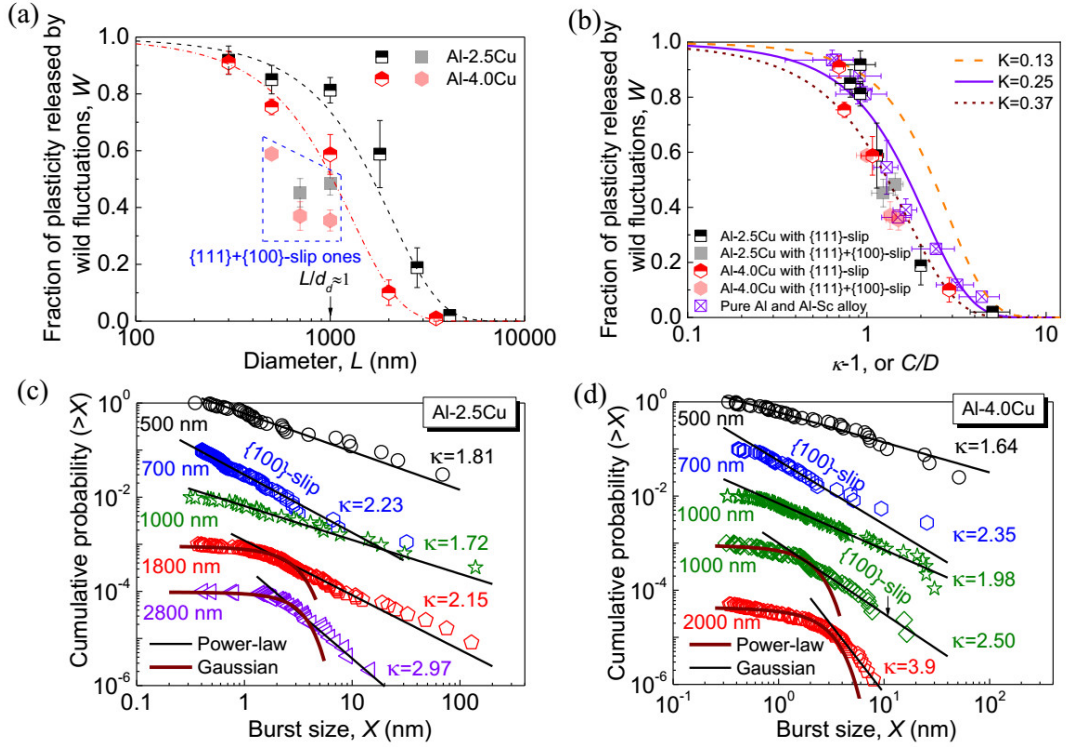 (a)
Fraction of plasticity released by
wild fluctuations, W
1.0
0.8
0.6
0.4
0.2
0.0
Al-2.5Cu
Al-4.0Cu
{111}+{100}-slip ones
L/d_d≈1
100
1000
10000
Diameter, L (nm)
(b)
Fraction of plasticity released by
wild fluctuations, W
1.0
0.8
0.6
0.4
0.2
0.0
K=0.13
K=0.25
K=0.37
Al-2.5Cu with {111}-slip
Al-2.5Cu with {111}+{100}-slip
Al-4.0Cu with {111}-slip
Al-4.0Cu with {111}+{100}-slip
Pure Al and Al-Sc alloy
0.1
1
10
κ-1, or C/D
(c)
Cumulative probability (>X)
10^0
10^-2
10^-4
10^-6
Al-2.5Cu
500 nm
κ=1.81
700 nm
{100}-slip
κ=2.23
1000 nm
κ=1.72
1800 nm
κ=2.15
2800 nm
κ=2.97
Power-law
Gaussian
0.1
1
10
100
Burst size, X (nm)
(d)
Cumulative probability (>X)
10^0
10^-2
10^-4
10^-6
Al-4.0Cu
500 nm
κ=1.64
700 nm
κ=2.35
1000 nm
κ=1.98
1000 nm
{100}-slip
κ=2.50
2000 nm
κ=3.9
Power-law
Gaussian
10^-1
10^0
10^1
10^2
Burst size, X (nm)